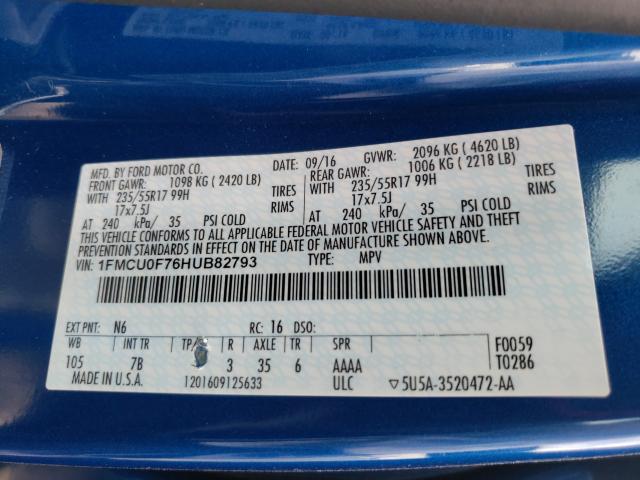 MFD. BY FORD MOTOR CO. DATE: 09/16 GVWR: 2096 KG ( 4620 LB)
FRONT GAWR: 1098 KG ( 2420 LB) REAR GAWR: 1006 KG ( 2218 LB)
WITH 235/55R17 99H TIRES WITH 235/55R17 99H TIRES
17x7.5J RIMS 17x7.5J RIMS
AT 240 kPa/ 35 PSI COLD AT 240 kPa/ 35 PSI COLD
THIS VEHICLE CONFORMS TO ALL APPLICABLE FEDERAL MOTOR VEHICLE SAFETY AND THEFT
PREVENTION STANDARDS IN EFFECT ON THE DATE OF MANUFACTURE SHOWN ABOVE.
VIN: 1FMCU0F76HUB82793 TYPE: MPV
EXT PNT: N6 RC: 16 DSO:
WB INT TR TP/PS R AXLE TR SPR F0059
105 7B 3 35 6 AAAA T0286
MADE IN U.S.A. 1201609125633 ULC ▽5U5A-3520472-AA